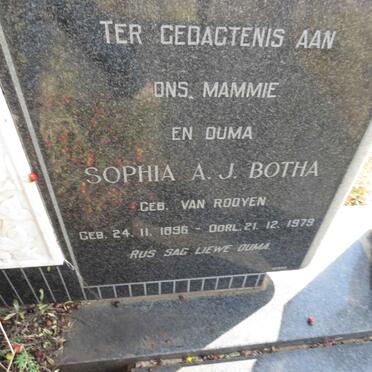 TER GEDAGTENIS AAN
ONS MAMMIE
EN OUMA
SOPHIA A. J. BOTHA
GEB. VAN ROOYEN
GEB. 24. 11. 1896 - OORL. 21. 12. 1979
RUS SAG LIEWE OUMA.